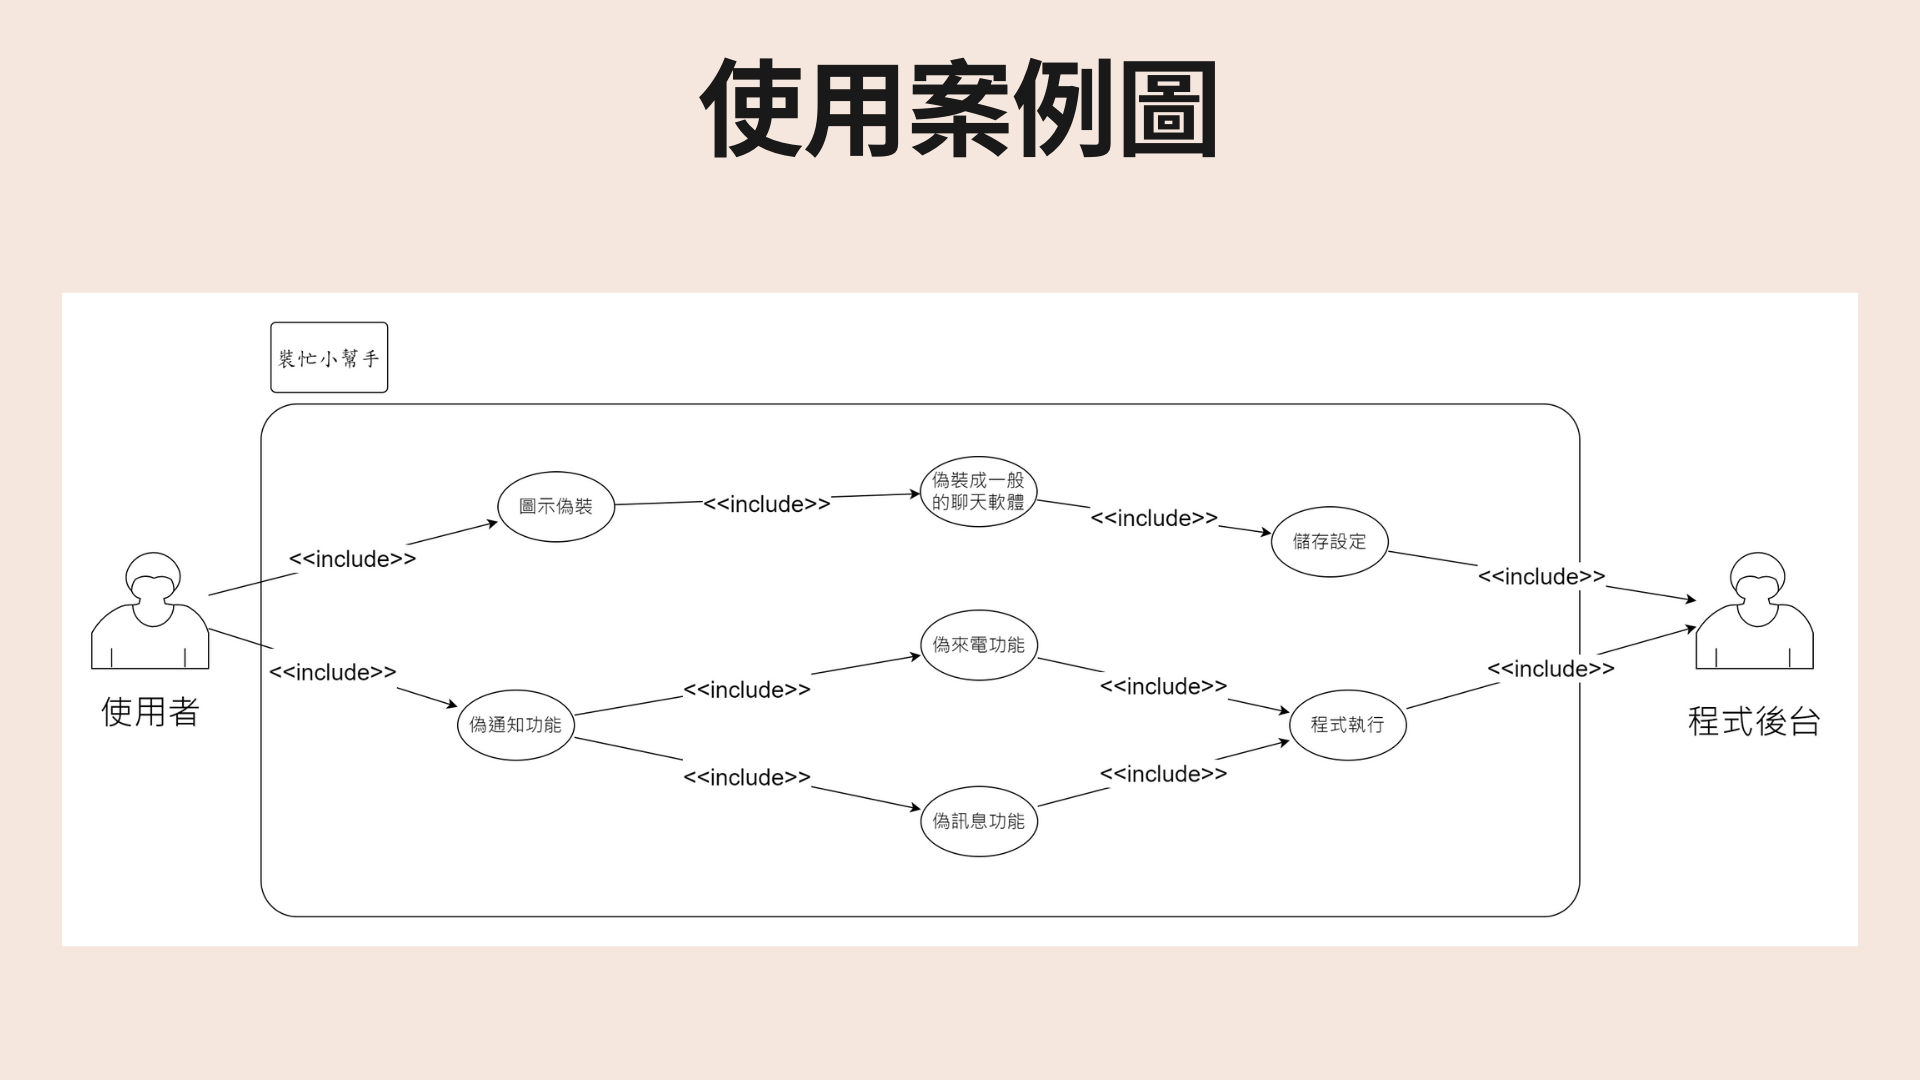 使用案例圖
裝忙小幫手
圖示偽裝
<<include>>
偽裝成一般
的聊天軟體
<<include>>
儲存設定
<<include>>
<<include>>
使用者
<<include>>
偽通知功能
<<include>>
偽來電功能
<<include>>
程式執行
<<include>>
程式後台
<<include>>
偽訊息功能
<<include>>